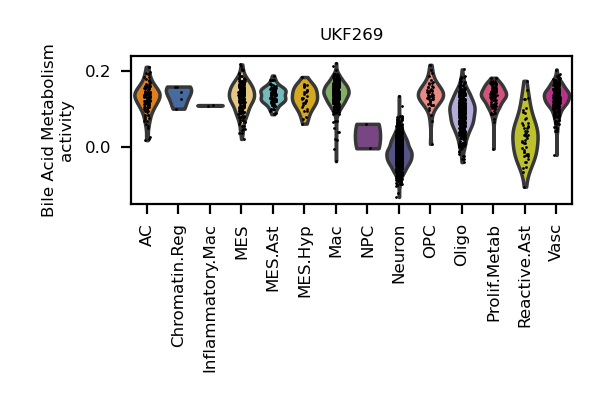 UKF269
Bile Acid Metabolism
activity
0.2
0.0
AC
Chromatin.Reg
Inflammatory.Mac
MES
MES.Ast
MES.Hyp
Mac
NPC
Neuron
OPC
Oligo
Prolif.Metab
Reactive.Ast
Vasc